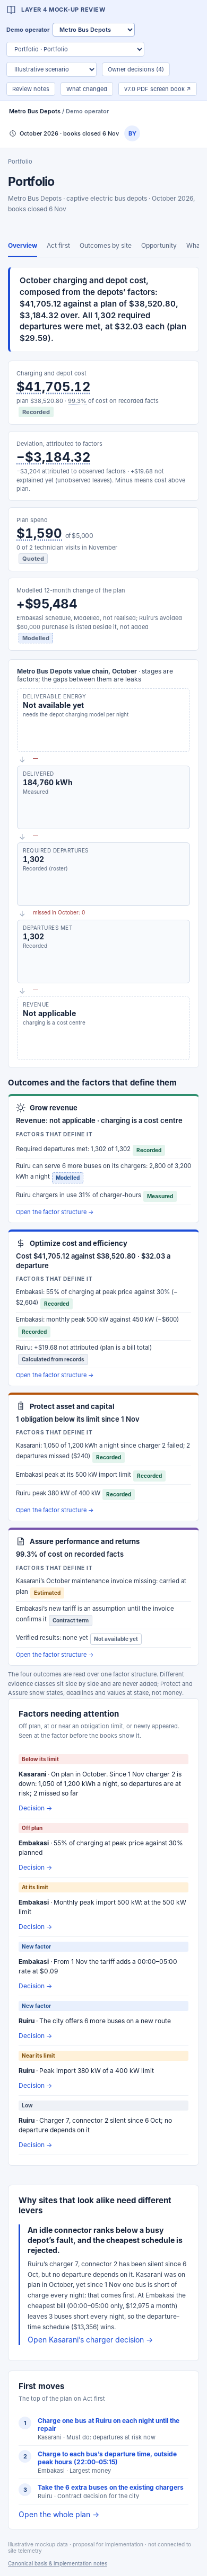 LAYER 4 MOCK-UP REVIEW
Demo operator Metro Bus Depots
Portfolio · Portfolio
Illustrative scenario Owner decisions (4)
Review notes What changed v7.0 PDF screen book ↗
Metro Bus Depots / Demo operator
October 2026 · books closed 6 Nov BY
Portfolio
Portfolio
Metro Bus Depots · captive electric bus depots · October 2026,
books closed 6 Nov
Overview Act first Outcomes by site Opportunity Wha
October charging and depot cost,
composed from the depots' factors:
$41,705.12 against a plan of $38,520.80,
$3,184.32 over. All 1,302 required
departures were met, at $32.03 each (plan
$29.59).
Charging and depot cost
$41,705.12
plan $38,520.80 · 99.3% of cost on recorded facts
Recorded
Deviation, attributed to factors
−$3,184.32
−$3,204 attributed to observed factors · +$19.68 not
explained yet (unobserved leaves). Minus means cost above
plan.
Plan spend
$1,590 of $5,000
0 of 2 technician visits in November
Quoted
Modelled 12-month change of the plan
+$95,484
Embakasi schedule, Modelled, not realised; Ruiru's avoided
$60,000 purchase is listed beside it, not added
Modelled
Metro Bus Depots value chain, October · stages are
factors; the gaps between them are leaks
DELIVERABLE ENERGY
Not available yet
needs the depot charging model per night
↓ —
DELIVERED
184,760 kWh
Measured
↓ —
REQUIRED DEPARTURES
1,302
Recorded (roster)
↓ missed in October: 0
DEPARTURES MET
1,302
Recorded
↓ —
REVENUE
Not applicable
charging is a cost centre
Outcomes and the factors that define them
Grow revenue
Revenue: not applicable · charging is a cost centre
FACTORS THAT DEFINE IT
Required departures met: 1,302 of 1,302 Recorded
Ruiru can serve 6 more buses on its chargers: 2,800 of 3,200
kWh a night Modelled
Ruiru chargers in use 31% of charger-hours Measured
Open the factor structure →
Optimize cost and efficiency
Cost $41,705.12 against $38,520.80 · $32.03 a
departure
FACTORS THAT DEFINE IT
Embakasi: 55% of charging at peak price against 30% (−
$2,604) Recorded
Embakasi: monthly peak 500 kW against 450 kW (−$600)
Recorded
Ruiru: +$19.68 not attributed (plan is a bill total)
Calculated from records
Open the factor structure →
Protect asset and capital
1 obligation below its limit since 1 Nov
FACTORS THAT DEFINE IT
Kasarani: 1,050 of 1,200 kWh a night since charger 2 failed; 2
departures missed ($240) Recorded
Embakasi peak at its 500 kW import limit Recorded
Ruiru peak 380 kW of 400 kW Recorded
Open the factor structure →
Assure performance and returns
99.3% of cost on recorded facts
FACTORS THAT DEFINE IT
Kasarani's October maintenance invoice missing: carried at
plan Estimated
Embakasi's new tariff is an assumption until the invoice
confirms it Contract term
Verified results: none yet Not available yet
Open the factor structure →
The four outcomes are read over one factor structure. Different
evidence classes sit side by side and are never added; Protect and
Assure show states, deadlines and values at stake, not money.
Factors needing attention
Off plan, at or near an obligation limit, or newly appeared.
Seen at the factor before the books show it.
Below its limit
Kasarani · On plan in October. Since 1 Nov charger 2 is
down: 1,050 of 1,200 kWh a night, so departures are at
risk; 2 missed so far
Decision →
Off plan
Embakasi · 55% of charging at peak price against 30%
planned
Decision →
At its limit
Embakasi · Monthly peak import 500 kW: at the 500 kW
limit
Decision →
New factor
Embakasi · From 1 Nov the tariff adds a 00:00–05:00
rate at $0.09
Decision →
New factor
Ruiru · The city offers 6 more buses on a new route
Decision →
Near its limit
Ruiru · Peak import 380 kW of a 400 kW limit
Decision →
Low
Ruiru · Charger 7, connector 2 silent since 6 Oct; no
departure depends on it
Decision →
Why sites that look alike need different
levers
An idle connector ranks below a busy
depot's fault, and the cheapest schedule is
rejected.
Ruiru's charger 7, connector 2 has been silent since 6
Oct, but no departure depends on it. Kasarani was on
plan in October, yet since 1 Nov one bus is short of
charge every night: that comes first. At Embakasi the
cheapest slot (00:00–05:00 only, $12,975 a month)
leaves 3 buses short every night, so the departure-
time schedule ($13,356) wins.
Open Kasarani's charger decision →
First moves
The top of the plan on Act first
1 Charge one bus at Ruiru on each night until the
repair
Kasarani · Must do: departures at risk now
2 Charge to each bus's departure time, outside
peak hours (22:00–05:15)
Embakasi · Largest money
3 Take the 6 extra buses on the existing chargers
Ruiru · Contract decision for the city
Open the whole plan →
Illustrative mockup data · proposal for implementation · not connected to
site telemetry
Canonical basis & implementation notes